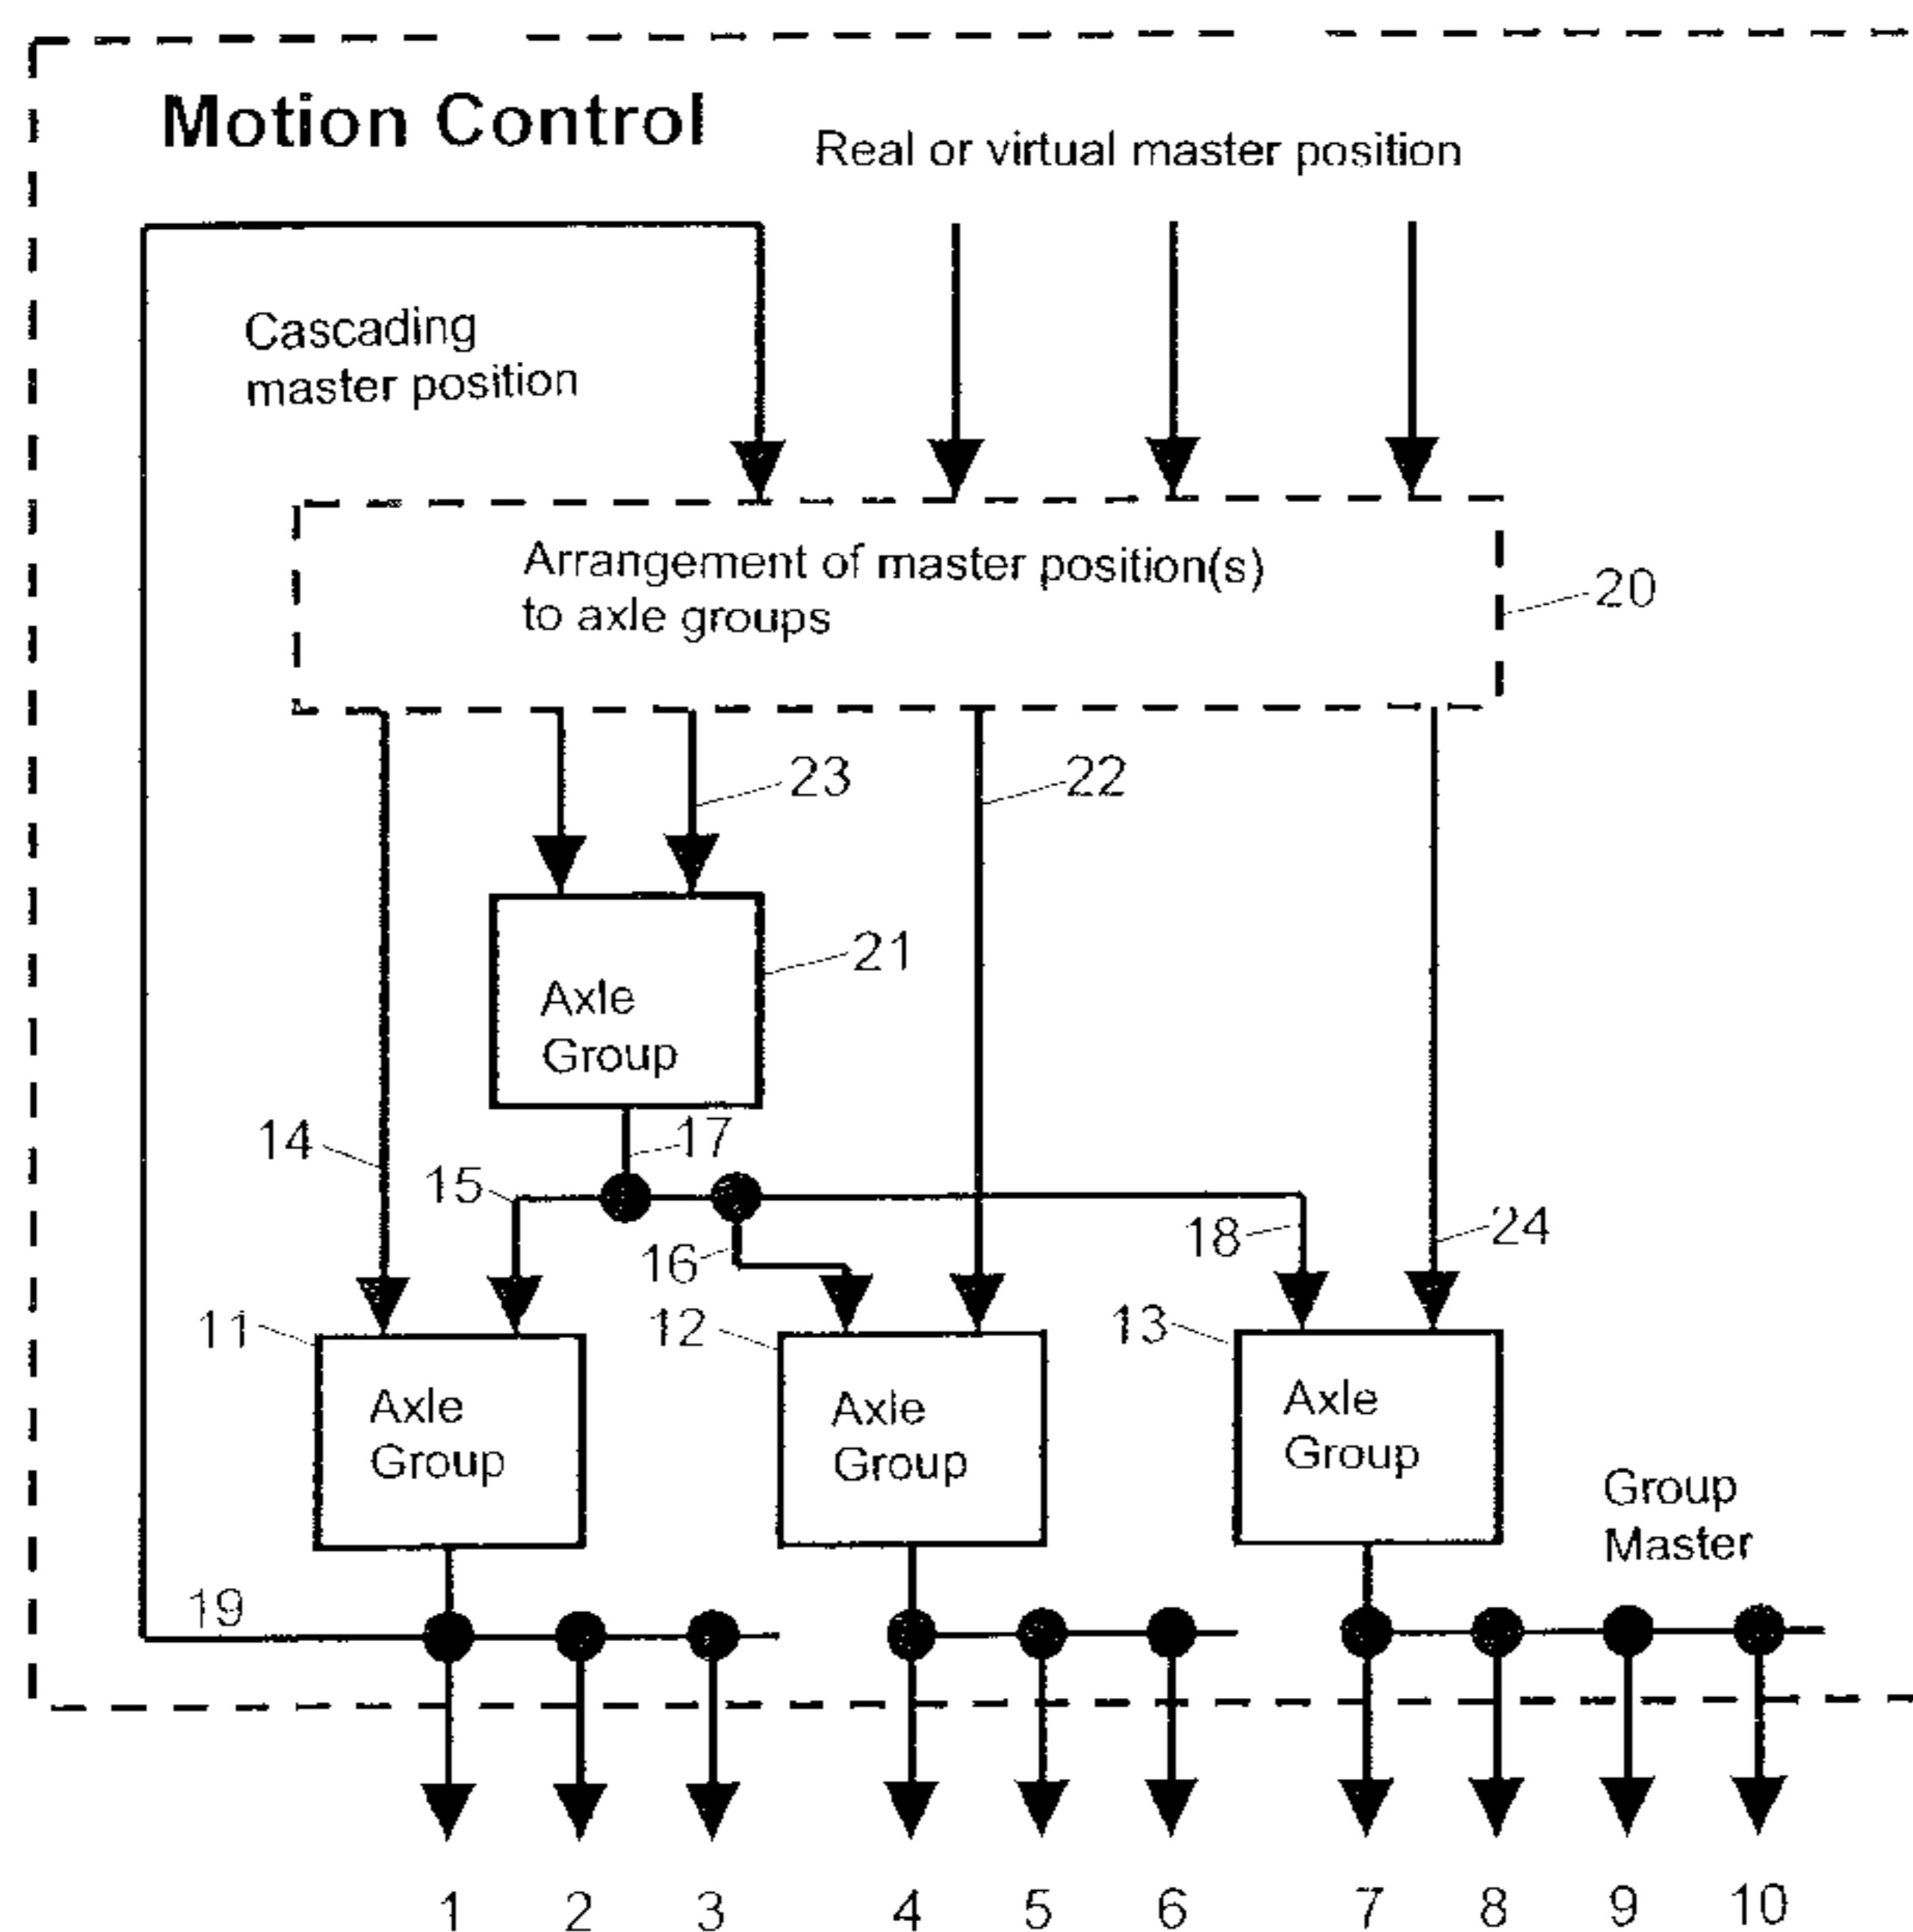 Motion Control
Real or virtual master position
Cascading
master position
Arrangement of master position(s)
to axle groups
20
23
22
21
Axle
Group
14
17
15
16
18
24
11
12
13
Axle
Group
Axle
Group
Axle
Group
Group
Master
19
1 2 3 4 5 6 7 8 9 10